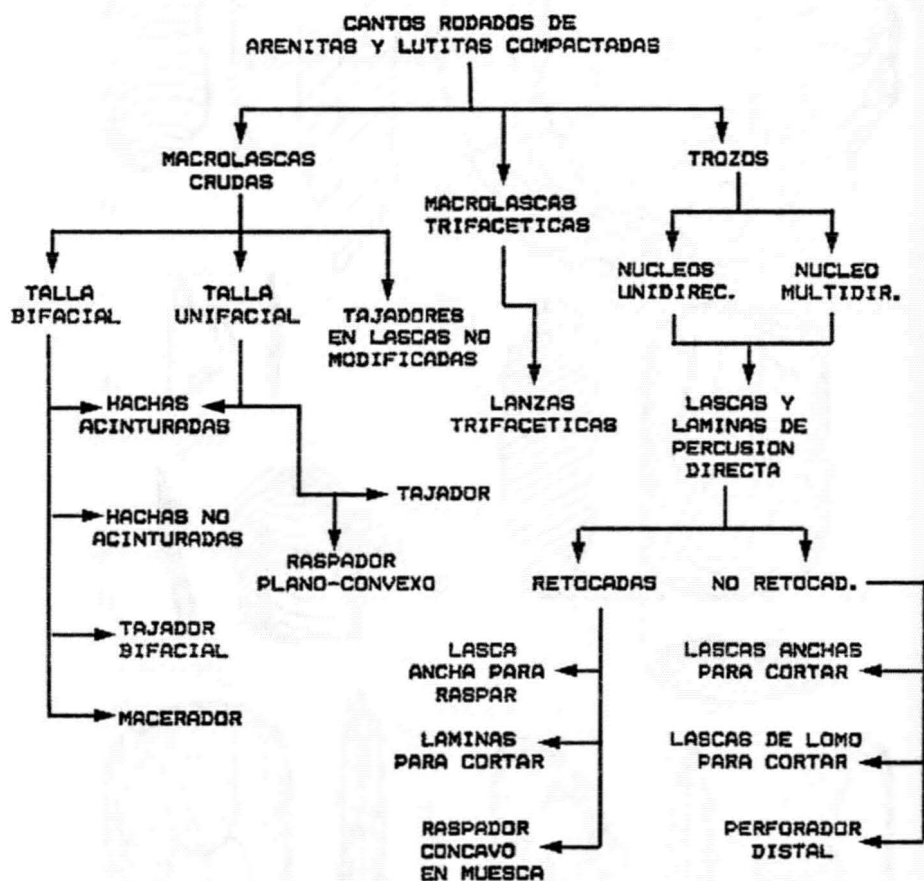 CANTOS RODADOS DE
ARENITAS Y LUTITAS COMPACTADAS
MACROLASCAS
CRUDAS
MACROLASCAS
TRIFACETICAS
TROZOS
TALLA
BIFACIAL
TALLA
UNIFACIAL
TAJADORES
EN LASCAS NO
MODIFICADAS
NUCLEOS
UNIDIREC.
NUCLEO
MULTIDIR.
HACHAS
ACINTURADAS
LANZAS
TRIFACETICAS
LASCAS Y
LAMINAS DE
PERCUSION
DIRECTA
TAJADOR
HACHAS NO
ACINTURADAS
RASPADOR
PLANO-CONVEXO
RETOCADAS
NO RETOCAD.
TAJADOR
BIFACIAL
LASCA
ANCHA PARA
RASPAR
LASCAS ANCHAS
PARA CORTAR
MACERADOR
LAMINAS
PARA CORTAR
LASCAS DE LOMO
PARA CORTAR
RASPADOR
CONCAVO
EN MUESCA
PERFORADOR
DISTAL